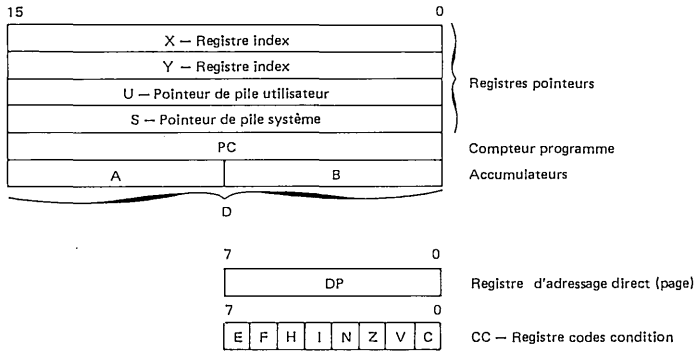 15 0
X — Registre index
Y — Registre index
U — Pointeur de pile utilisateur
S — Pointeur de pile système
Registres pointeurs
PC Compteur programme
A B Accumulateurs
D
7 0
DP Registre d'adressage direct (page)
7 0
E F H I N Z V C CC — Registre codes condition